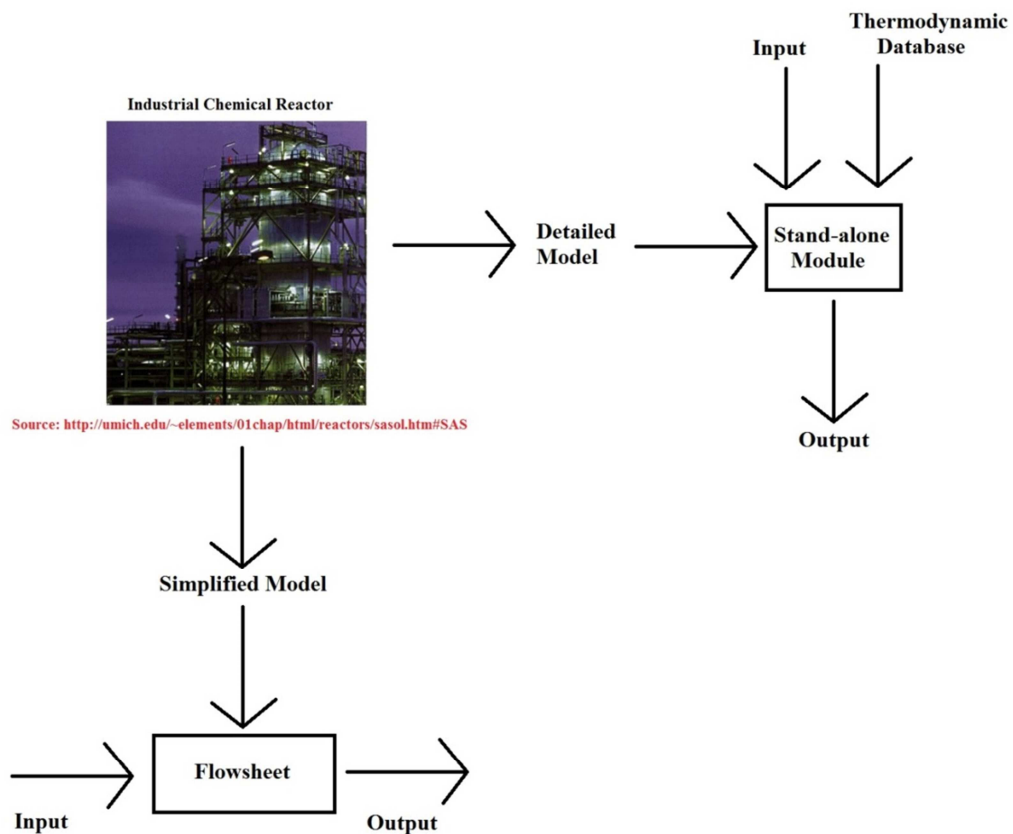 Thermodynamic
Database
Input
Industrial Chemical Reactor
Detailed
Model
Stand-alone
Module
Source: http://umich.edu/~elements/01chap/html/reactors/sasol.htm#SAS
Output
Simplified Model
Flowsheet
Input
Output